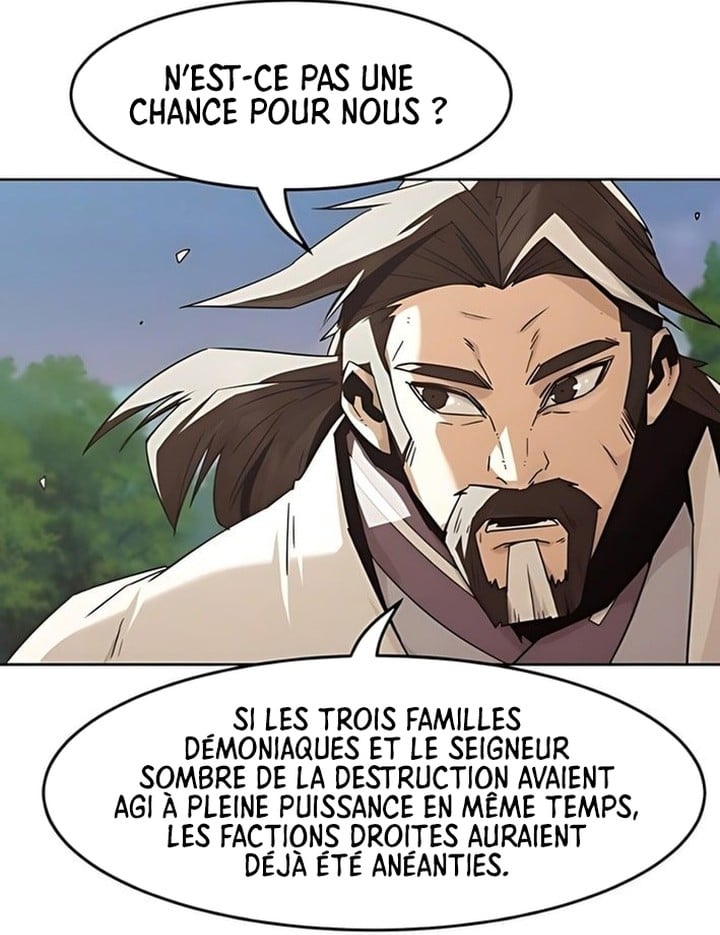 N'EST-CE PAS UNE
CHANCE POUR NOUS ?
SI LES TROIS FAMILLES
DÉMONIAQUES ET LE SEIGNEUR
SOMBRE DE LA DESTRUCTION AVAIENT
AGI À PLEINE PUISSANCE EN MÊME TEMPS,
LES FACTIONS DROITES AURAIENT
DÉJÀ ÉTÉ ANÉANTIES.